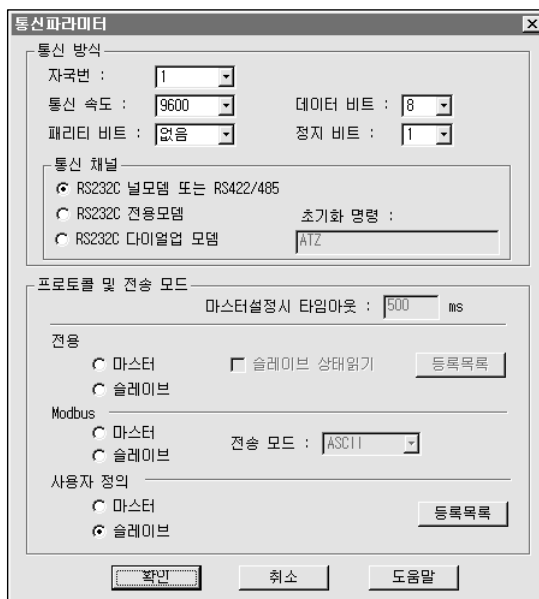 통신파라미터
통신 방식
자국번 : 1
통신 속도 : 9600 데이터 비트 : 8
패리티 비트 : 없음 정지 비트 : 1
통신 채널
RS232C 널모뎀 또는 RS422/485
RS232C 전용모뎀 초기화 명령 :
RS232C 다이얼업 모뎀 ATZ
프로토콜 및 전송 모드
마스터설정시 타임아웃 : 500 ms
전용
마스터 슬레이브 상태읽기 등록목록
슬레이브
Modbus
마스터 전송 모드 : ASCII
슬레이브
사용자 정의
마스터 등록목록
슬레이브
확인 취소 도움말